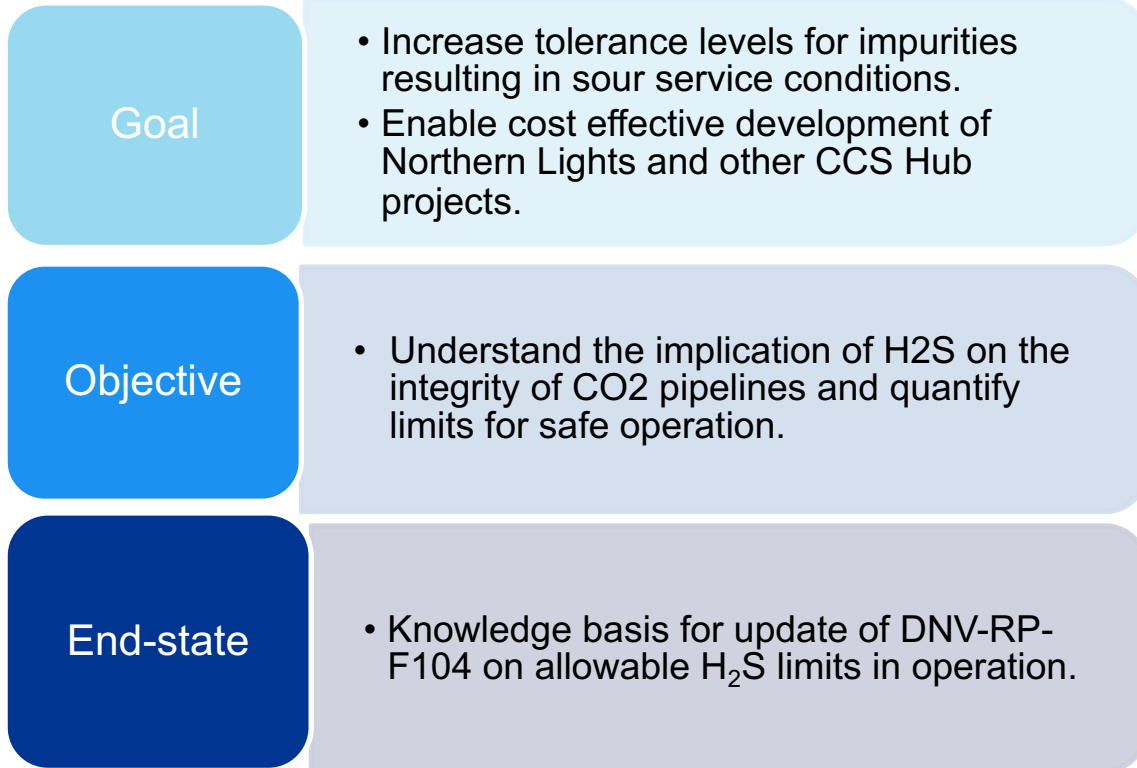 Goal
• Increase tolerance levels for impurities
resulting in sour service conditions.
• Enable cost effective development of
Northern Lights and other CCS Hub
projects.
Objective
• Understand the implication of H2S on the
integrity of CO2 pipelines and quantify
limits for safe operation.
End-state
• Knowledge basis for update of DNV-RP-
F104 on allowable H₂S limits in operation.